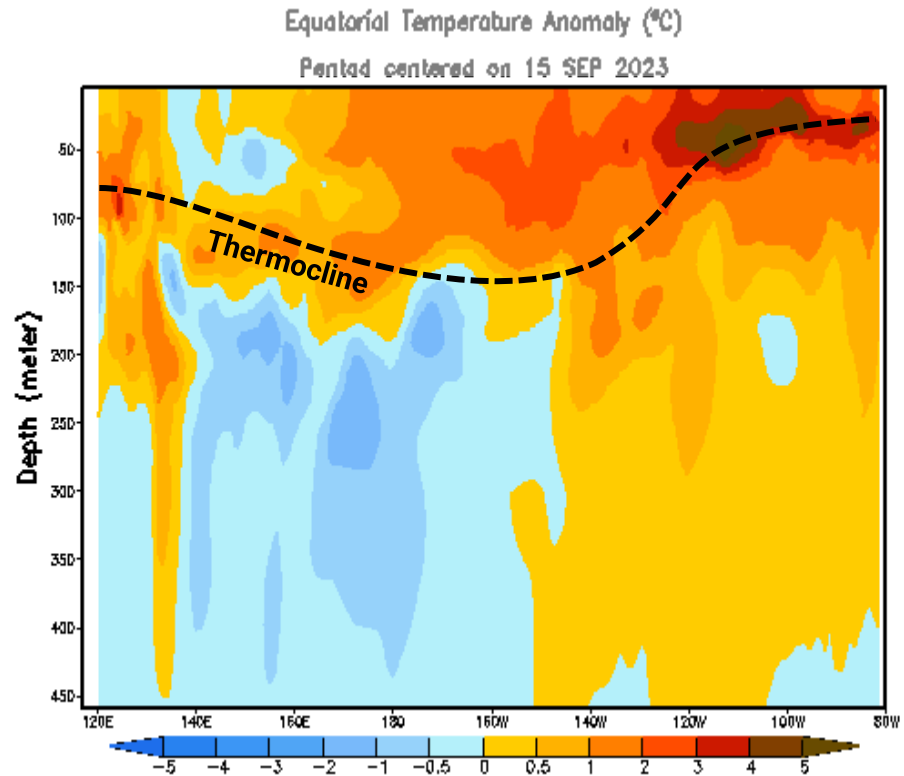 Equatorial Temperature Anomaly (°C)
Pentad centered on 15 SEP 2023
50
100
150
200
250
300
350
400
450
Depth (meter)
Thermocline
120E 140E 160E 180 160W 140W 120W 100W 80W
-5 -4 -3 -2 -1 -0.5 0 0.5 1 2 3 4 5